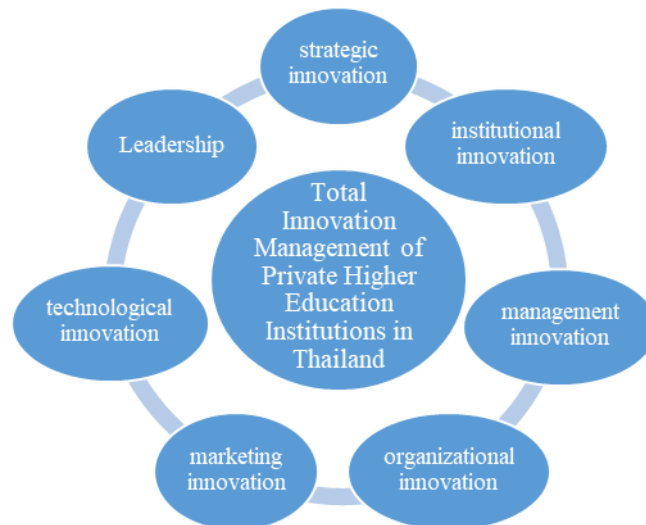 strategic
innovation
institutional
innovation
Leadership
Total
Innovation
Management of
Private Higher
Education
Institutions in
Thailand
technological
innovation
management
innovation
marketing
innovation
organizational
innovation